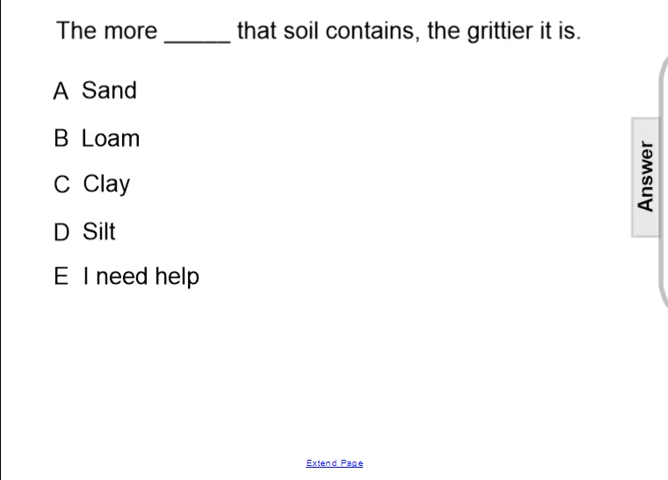 The more _____ that soil contains, the grittier it is.
A Sand
B Loam
C Clay
D Silt
E I need help
Answer
Extend Page